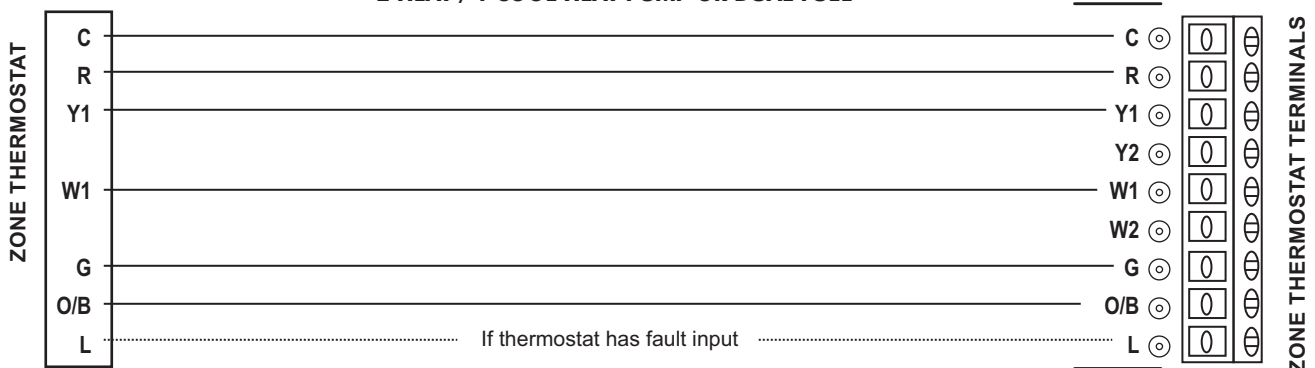 ZONE THERMOSTAT
C
R
Y1
W1
G
O/B
L
If thermostat has fault input
C
R
Y1
Y2
W1
W2
G
O/B
L
ZONE THERMOSTAT TERMINALS